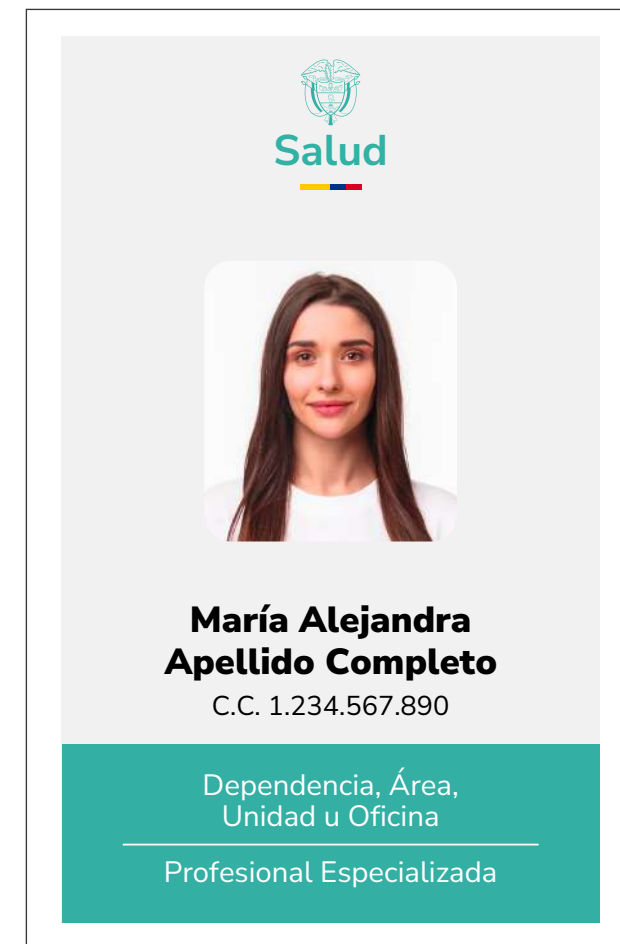 Salud
María Alejandra
Apellido Completo
C.C. 1.234.567.890
Dependencia, Área,
Unidad u Oficina
Profesional Especializada